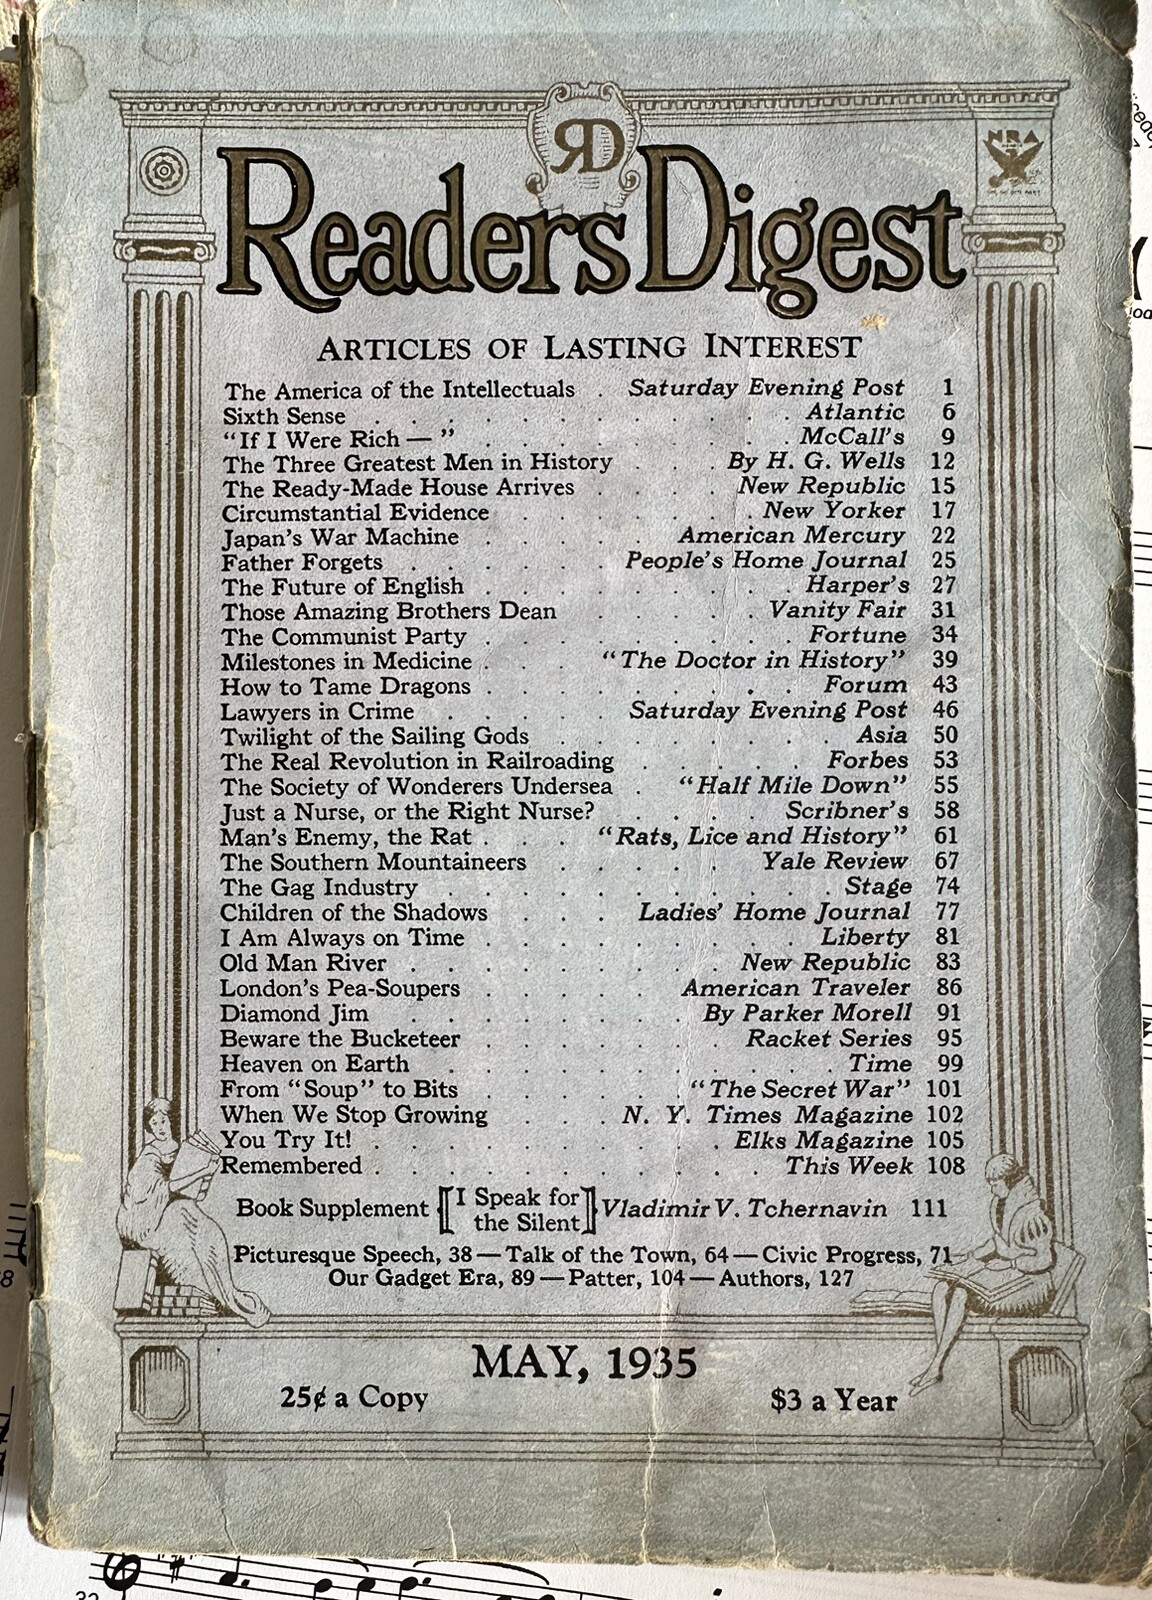 RD
NRA
MEMBER
U.S.
WE DO OUR PART
Readers Digest
ARTICLES OF LASTING INTEREST
The America of the Intellectuals . Saturday Evening Post 1
Sixth Sense . . . . . . . . . . . . Atlantic 6
“If I Were Rich — ” . . . . . . . . . McCall's 9
The Three Greatest Men in History . . . By H. G. Wells 12
The Ready-Made House Arrives . . . New Republic 15
Circumstantial Evidence . . . . . . . New Yorker 17
Japan's War Machine . . . . . American Mercury 22
Father Forgets . . . . . . People's Home Journal 25
The Future of English . . . . . . . . . Harper's 27
Those Amazing Brothers Dean . . . . . Vanity Fair 31
The Communist Party . . . . . . . . . Fortune 34
Milestones in Medicine . . . “The Doctor in History” 39
How to Tame Dragons . . . . . . . . . Forum 43
Lawyers in Crime . . . . . Saturday Evening Post 46
Twilight of the Sailing Gods . . . . . . . . Asia 50
The Real Revolution in Railroading . . . . . Forbes 53
The Society of Wonderers Undersea . “Half Mile Down” 55
Just a Nurse, or the Right Nurse? . . . . Scribner's 58
Man's Enemy, the Rat . . . “Rats, Lice and History” 61
The Southern Mountaineers . . . . . Yale Review 67
The Gag Industry . . . . . . . . . . . Stage 74
Children of the Shadows . . . Ladies' Home Journal 77
I Am Always on Time . . . . . . . . . Liberty 81
Old Man River . . . . . . . . . New Republic 83
London's Pea-Soupers . . . . . . American Traveler 86
Diamond Jim . . . . . . . . By Parker Morell 91
Beware the Bucketeer . . . . . . . Racket Series 95
Heaven on Earth . . . . . . . . . . . Time 99
From “Soup” to Bits . . . . . . “The Secret War” 101
When We Stop Growing . . . N. Y. Times Magazine 102
You Try It! . . . . . . . . . . Elks Magazine 105
Remembered . . . . . . . . . . . This Week 108
Book Supplement [I Speak for the Silent] Vladimir V. Tchernavin 111
Picturesque Speech, 38 — Talk of the Town, 64 — Civic Progress, 71
Our Gadget Era, 89 — Patter, 104 — Authors, 127
MAY, 1935
25¢ a Copy $3 a Year